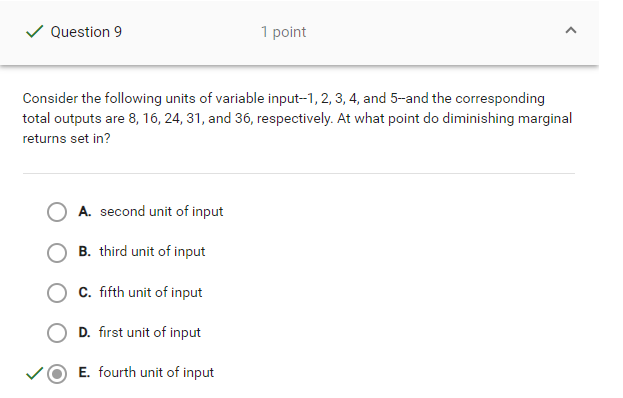 Question 9 1 point
Consider the following units of variable input--1, 2, 3, 4, and 5--and the corresponding
total outputs are 8, 16, 24, 31, and 36, respectively. At what point do diminishing marginal
returns set in?
A. second unit of input
B. third unit of input
C. fifth unit of input
D. first unit of input
E. fourth unit of input